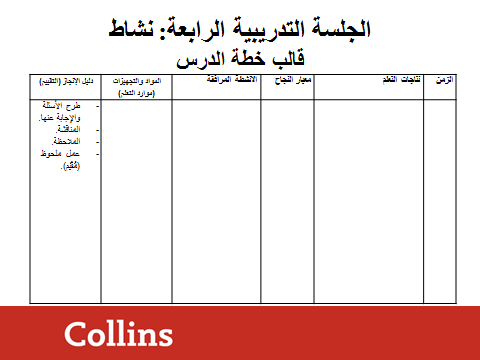 الجلسة التدريبية الرابعة: نشاط
قالب خطة الدرس
الزمن
نتاجات التعلم
معيار النجاح
الأنشطة المرافقة
المواد والتجهيزات
(موارد التعلم)
دليل الإنجاز (التقييم)
- طرح الأسئلة
والإجابة عنها.
- المناقشة.
- الملاحظة.
- عمل ملحوظ
(مُقيَّم).
Collins